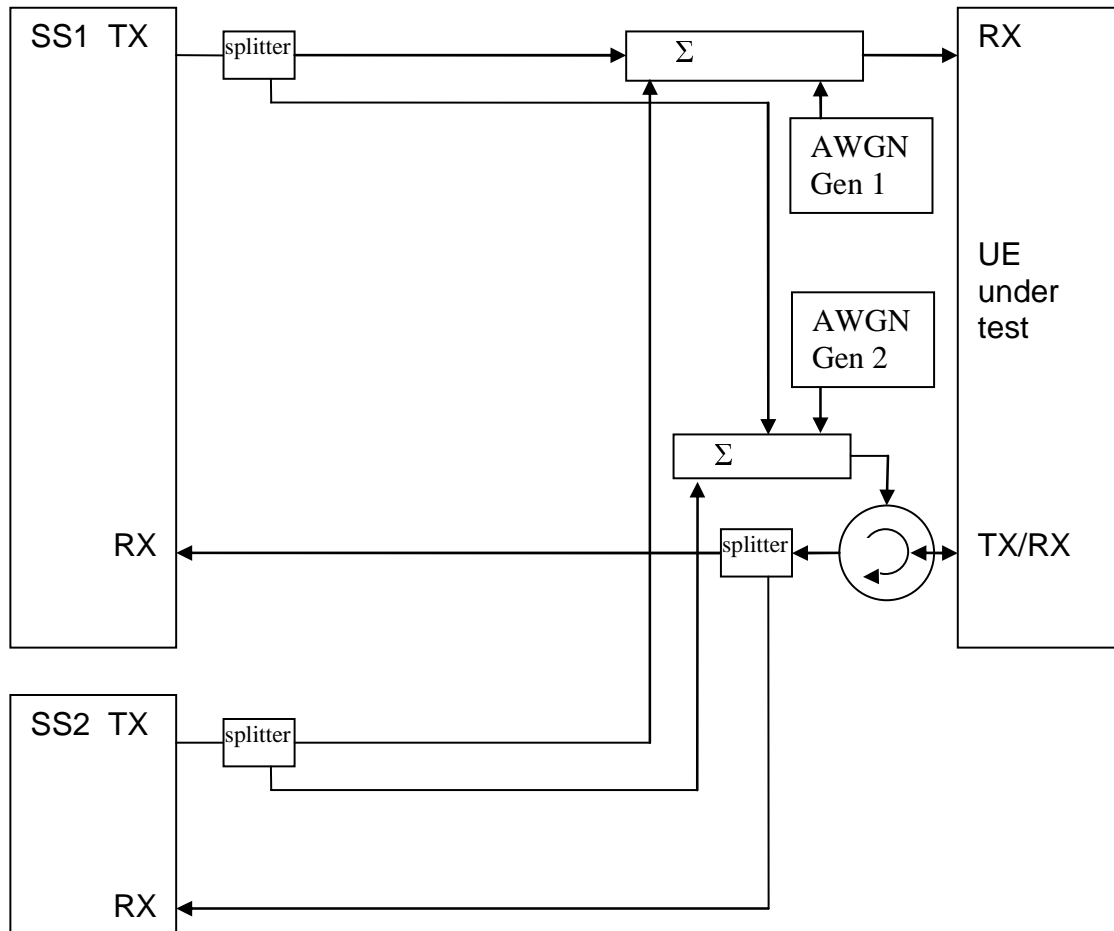 SS1 TX
splitter
Σ
RX
AWGN
Gen 1
UE
under
test
AWGN
Gen 2
Σ
RX
splitter
TX/RX
SS2 TX
splitter
RX